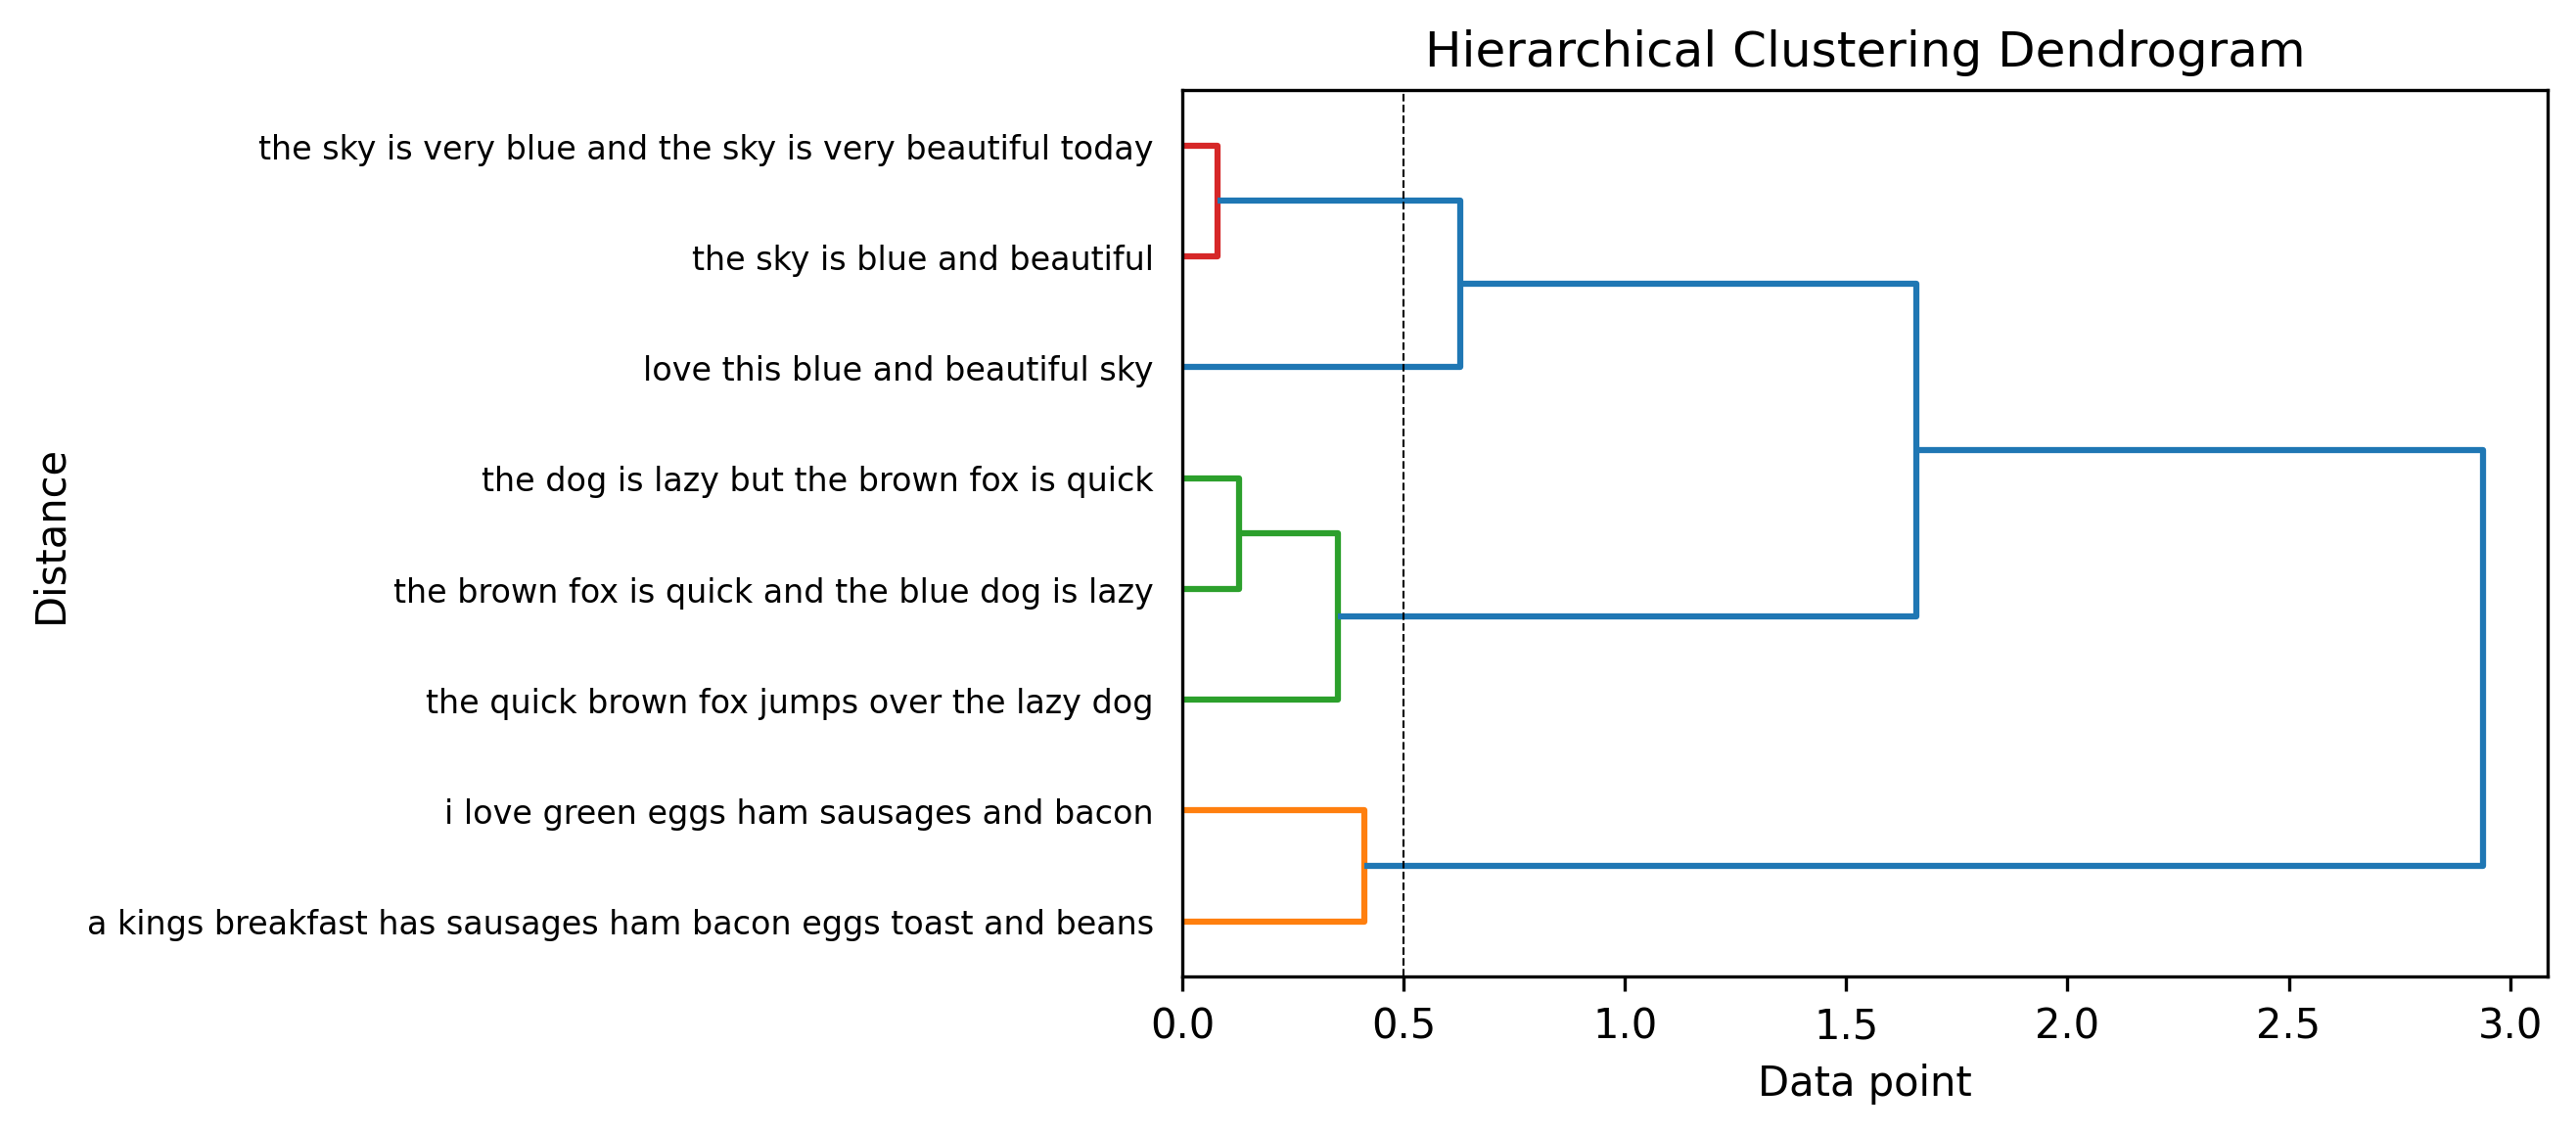 Hierarchical Clustering Dendrogram
the sky is very blue and the sky is very beautiful today
the sky is blue and beautiful
love this blue and beautiful sky
the dog is lazy but the brown fox is quick
the brown fox is quick and the blue dog is lazy
the quick brown fox jumps over the lazy dog
i love green eggs ham sausages and bacon
a kings breakfast has sausages ham bacon eggs toast and beans
Distance
0.0 0.5 1.0 1.5 2.0 2.5 3.0
Data point